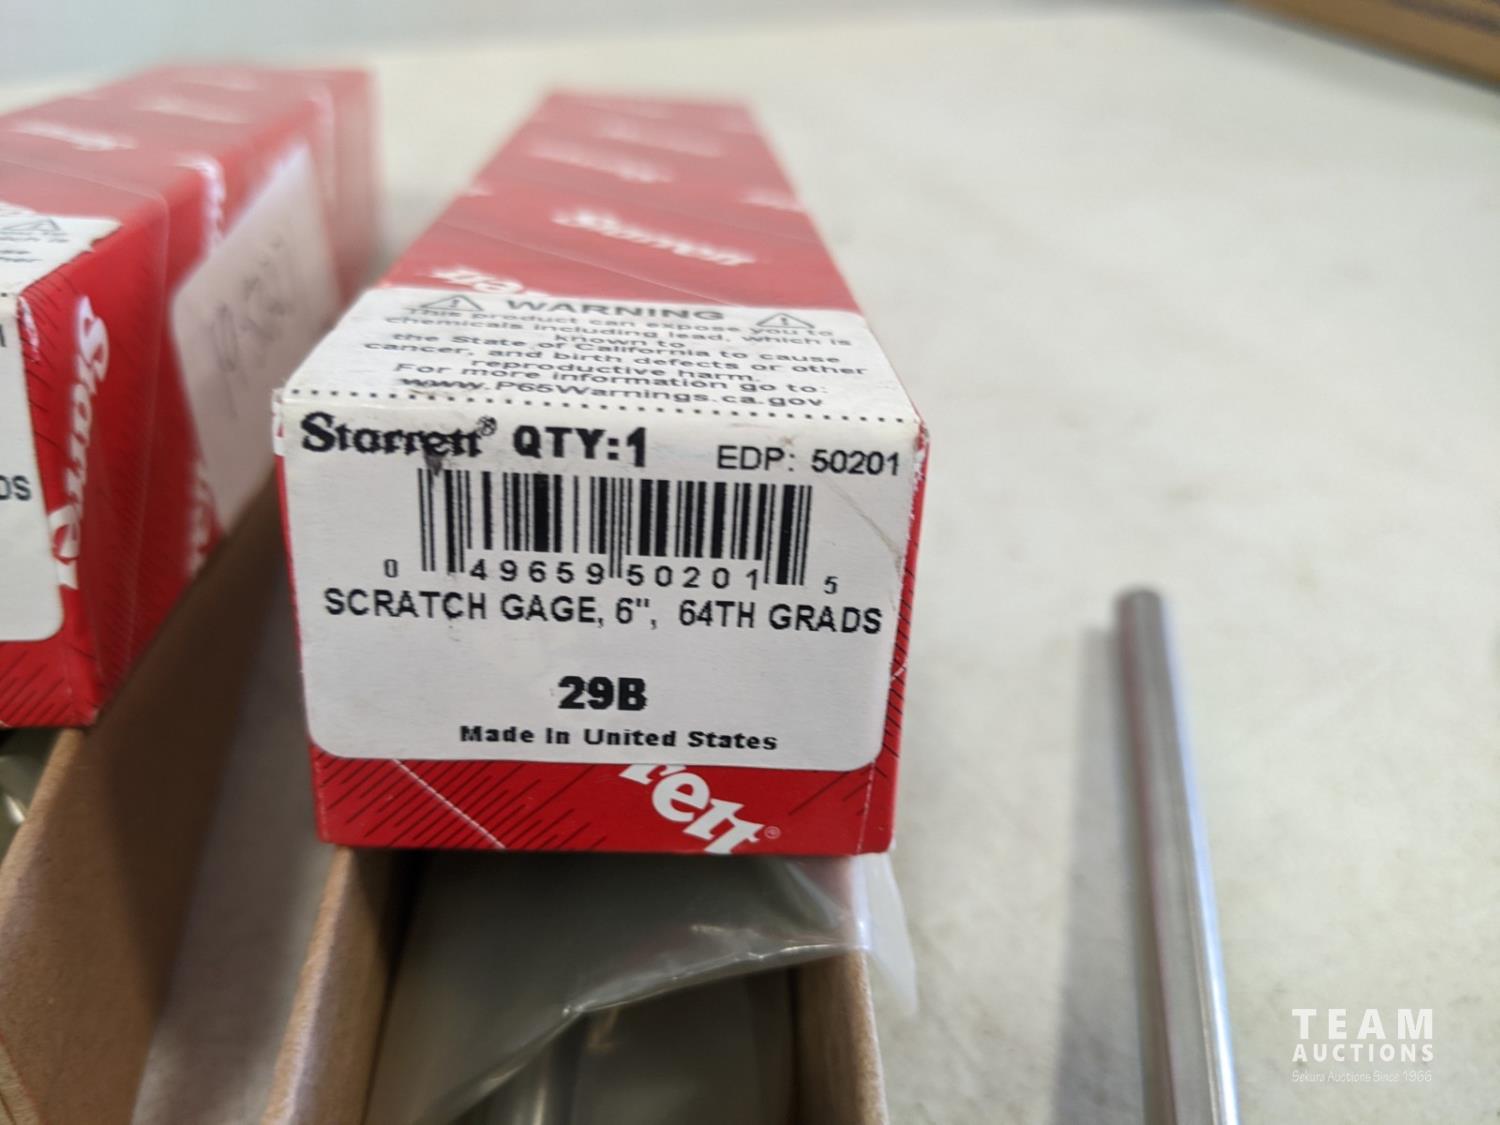 Starrett
WARNING
This product can expose you to
chemicals including lead, which is
known to
the State of California to cause
cancer, and birth defects or other
reproductive harm.
For more information go to:
www.P65Warnings.ca.gov
Starrett® QTY:1 EDP: 50201
0 49659 50201 5
SCRATCH GAGE, 6", 64TH GRADS
29B
Made In United States
rett®
Starre
DS
TEAM
AUCTIONS
Sekura Auctions Since 1966